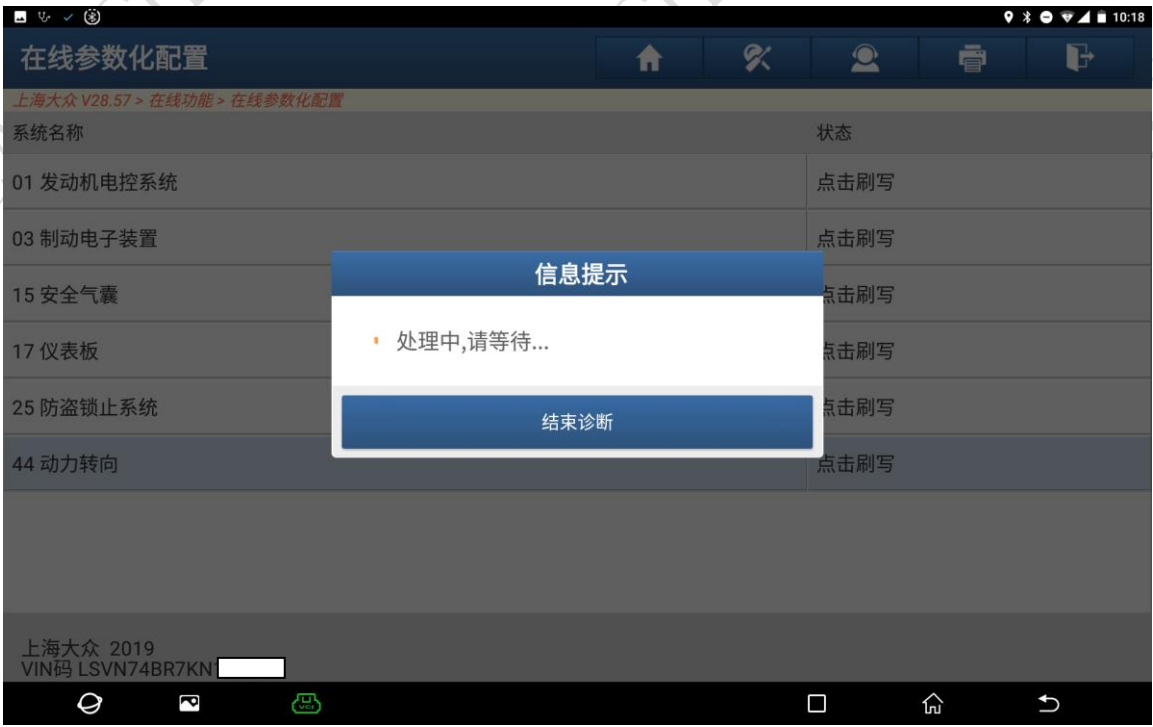 10:18
在线参数化配置
上海大众 V28.57 > 在线功能 > 在线参数化配置
系统名称 状态
01 发动机电控系统 点击刷写
03 制动电子装置 点击刷写
信息提示
15 安全气囊 点击刷写
处理中,请等待...
17 仪表板 点击刷写
25 防盗锁止系统 点击刷写
结束诊断
44 动力转向 点击刷写
上海大众 2019
VIN码 LSVN74BR7KN
VCI